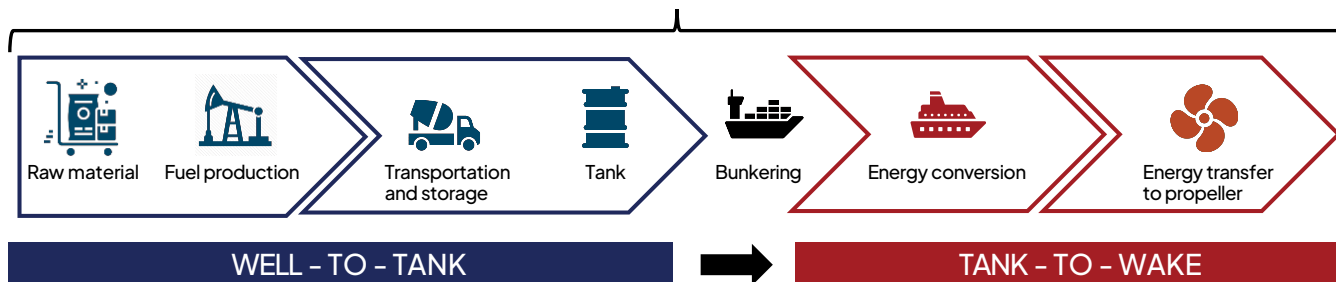 Raw material
Fuel production
Transportation
and storage
Tank
Bunkering
Energy conversion
Energy transfer
to propeller
WELL - TO - TANK
TANK - TO - WAKE